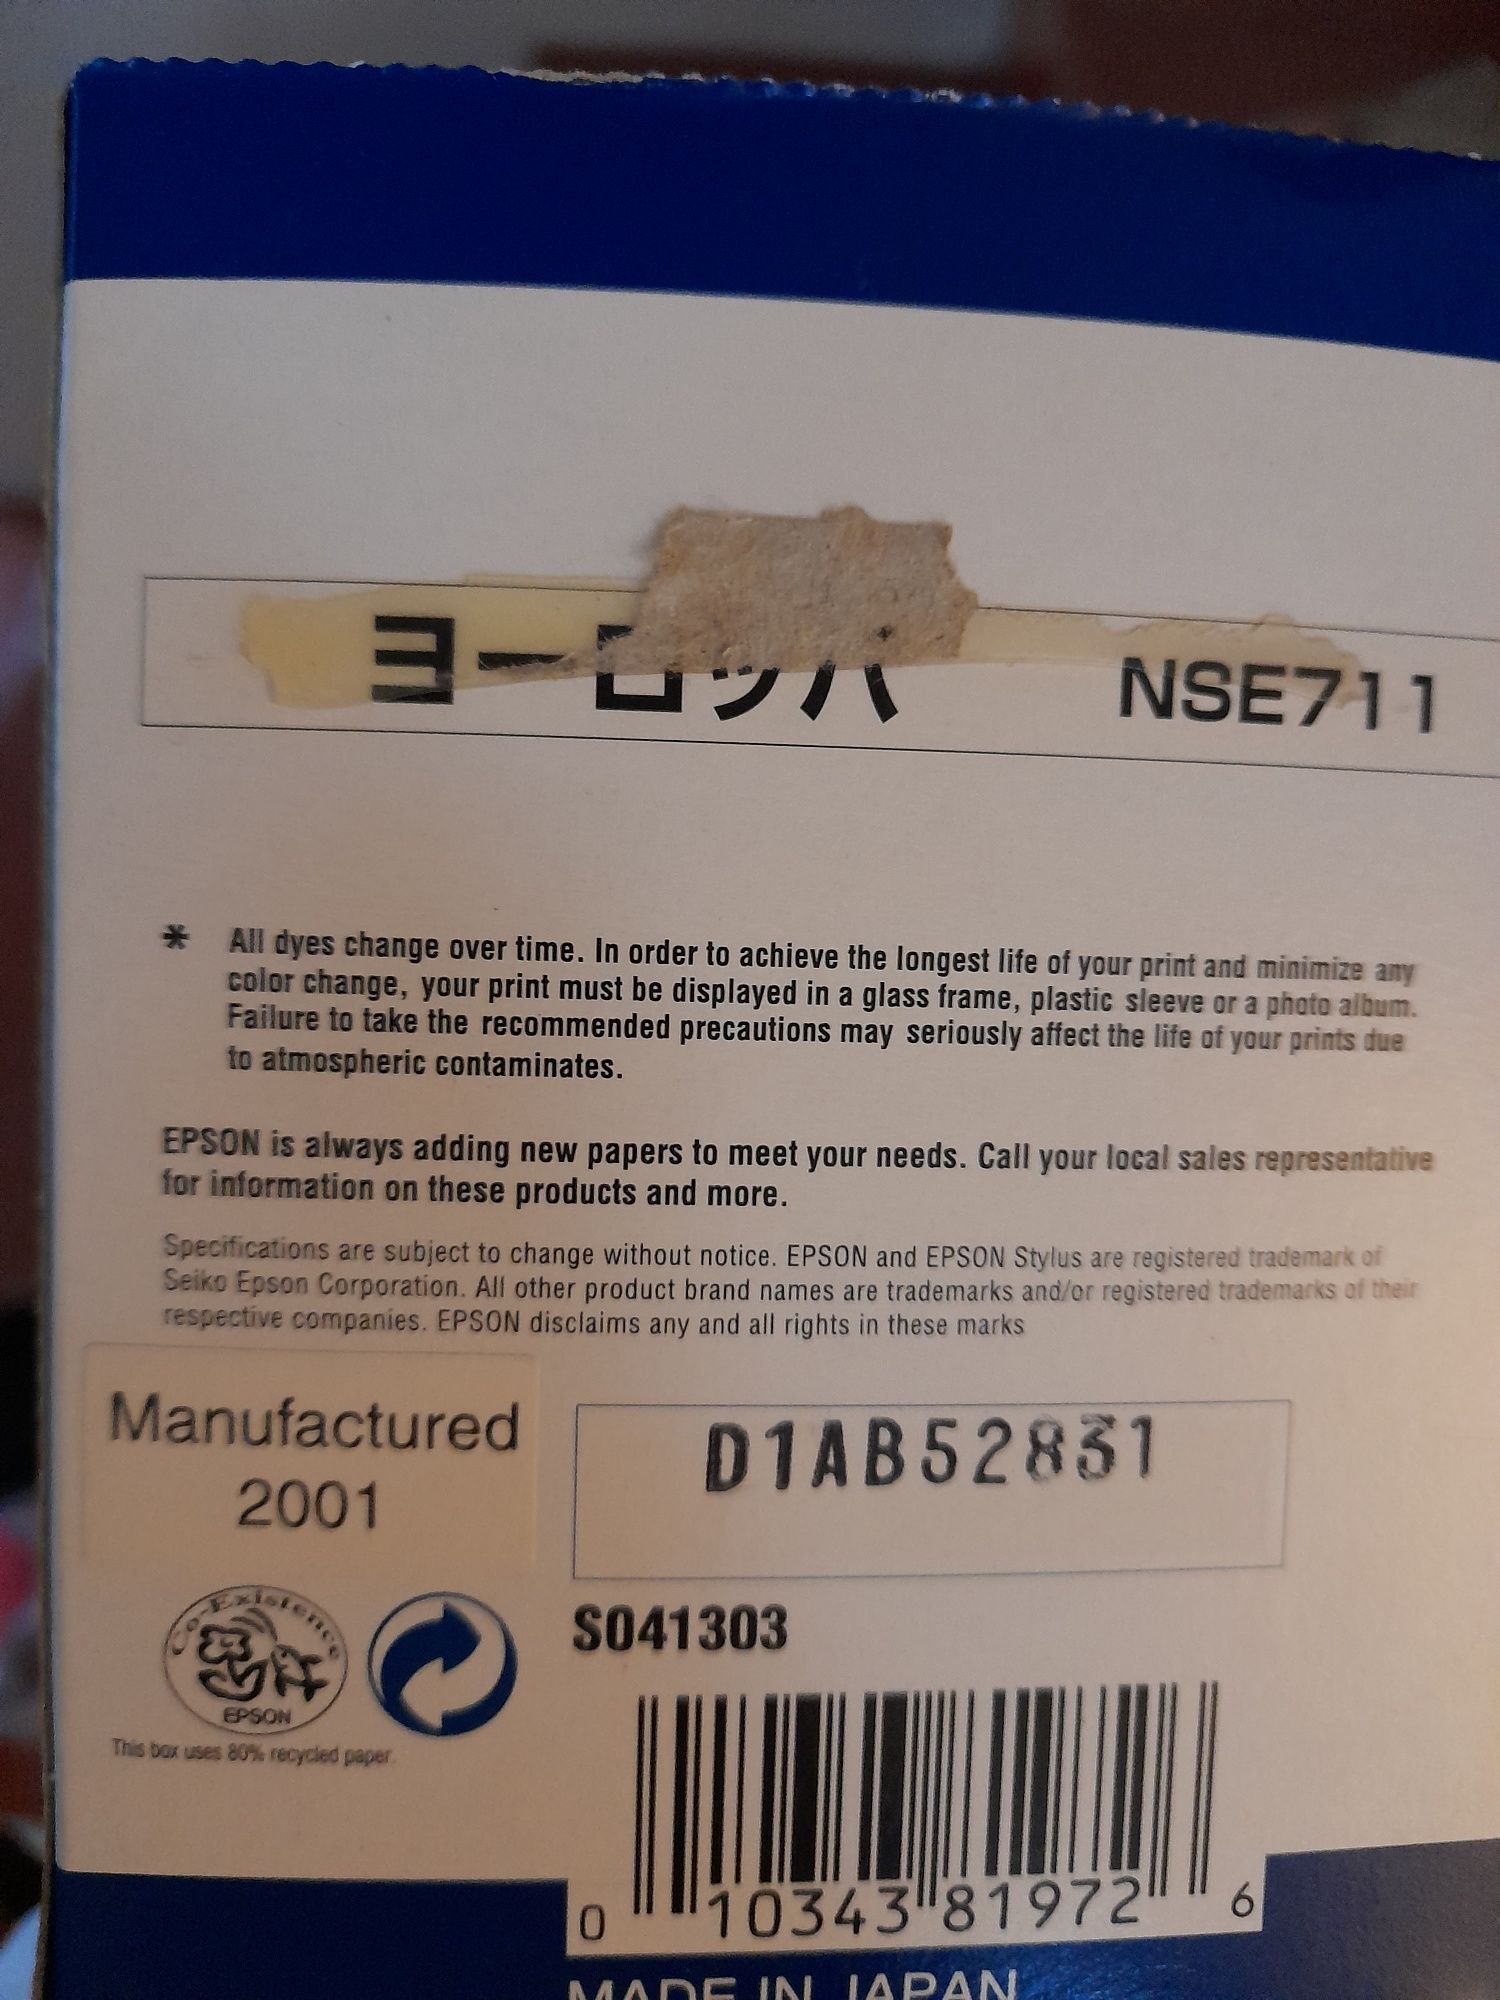 ヨーロッパ NSE711
* All dyes change over time. In order to achieve the longest life of your print and minimize any
color change, your print must be displayed in a glass frame, plastic sleeve or a photo album.
Failure to take the recommended precautions may seriously affect the life of your prints due
to atmospheric contaminates.
EPSON is always adding new papers to meet your needs. Call your local sales representative
for information on these products and more.
Specifications are subject to change without notice. EPSON and EPSON Stylus are registered trademark of
Seiko Epson Corporation. All other product brand names are trademarks and/or registered trademarks of their
respective companies. EPSON disclaims any and all rights in these marks
Manufactured
2001
D1AB52831
Co-Existence
EPSON
This box uses 80% recycled paper.
S041303
0 10343 81972 6
MADE IN JAPAN